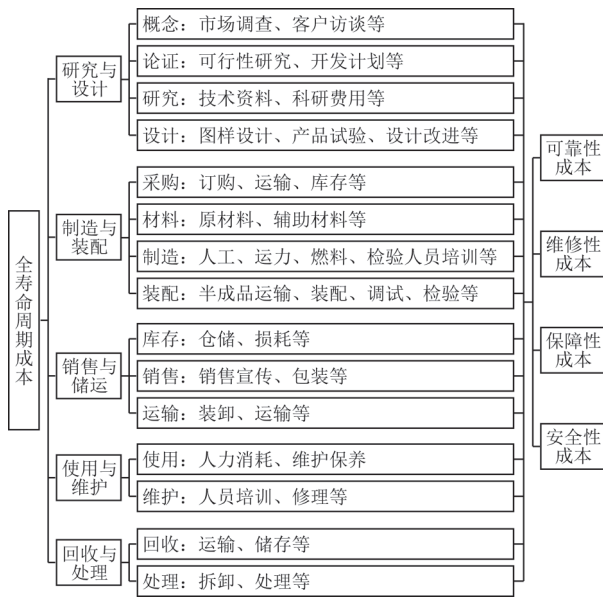 全寿命周期成本
研究与
设计
概念：市场调查、客户访谈等
论证：可行性研究、开发计划等
研究：技术资料、科研费用等
设计：图样设计、产品试验、设计改进等
制造与
装配
采购：订购、运输、库存等
材料：原材料、辅助材料等
制造：人工、运力、燃料、检验人员培训等
装配：半成品运输、装配、调试、检验等
销售与
储运
库存：仓储、损耗等
销售：销售宣传、包装等
运输：装卸、运输等
使用与
维护
使用：人力消耗、维护保养
维护：人员培训、修理等
回收与
处理
回收：运输、储存等
处理：拆卸、处理等
可靠性
成本
维修性
成本
保障性
成本
安全性
成本